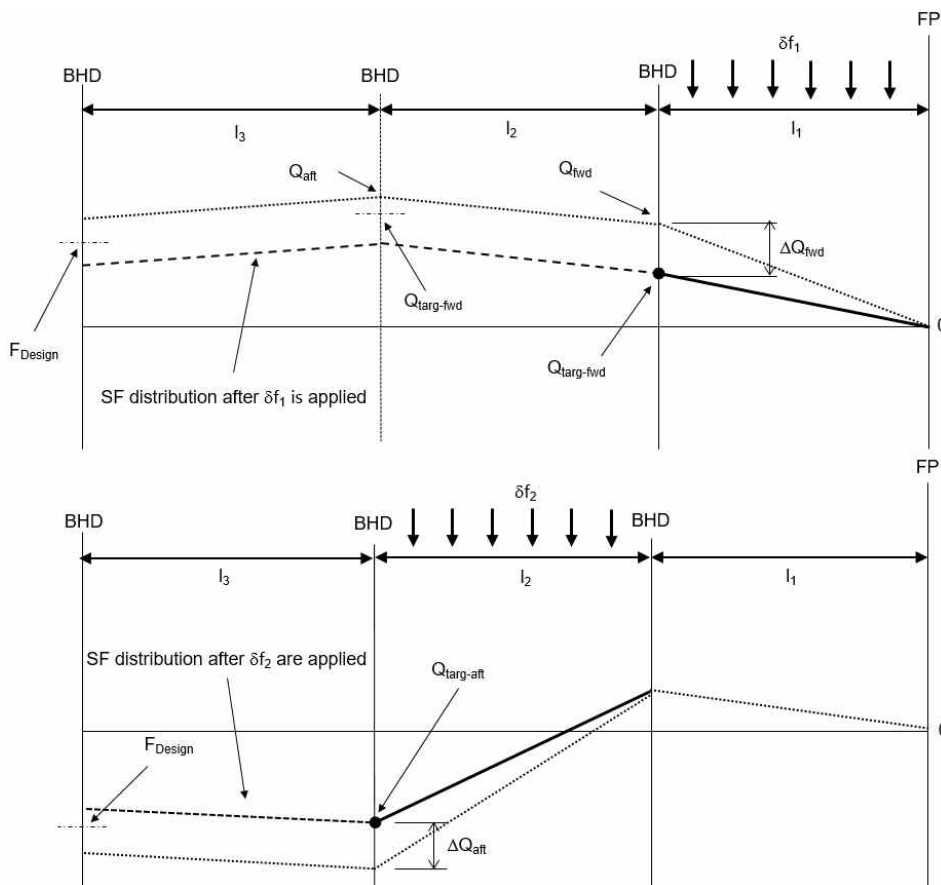 FP
δf1
BHD
BHD
BHD
l3
l2
l1
Qaft
Qfwd
ΔQfwd
Qtarg-fwd
0
FDesign
Qtarg-fwd
SF distribution after δf1 is applied
FP
δf2
BHD
BHD
BHD
l3
l2
l1
SF distribution after δf2 are applied
Qtarg-aft
FDesign
ΔQaft